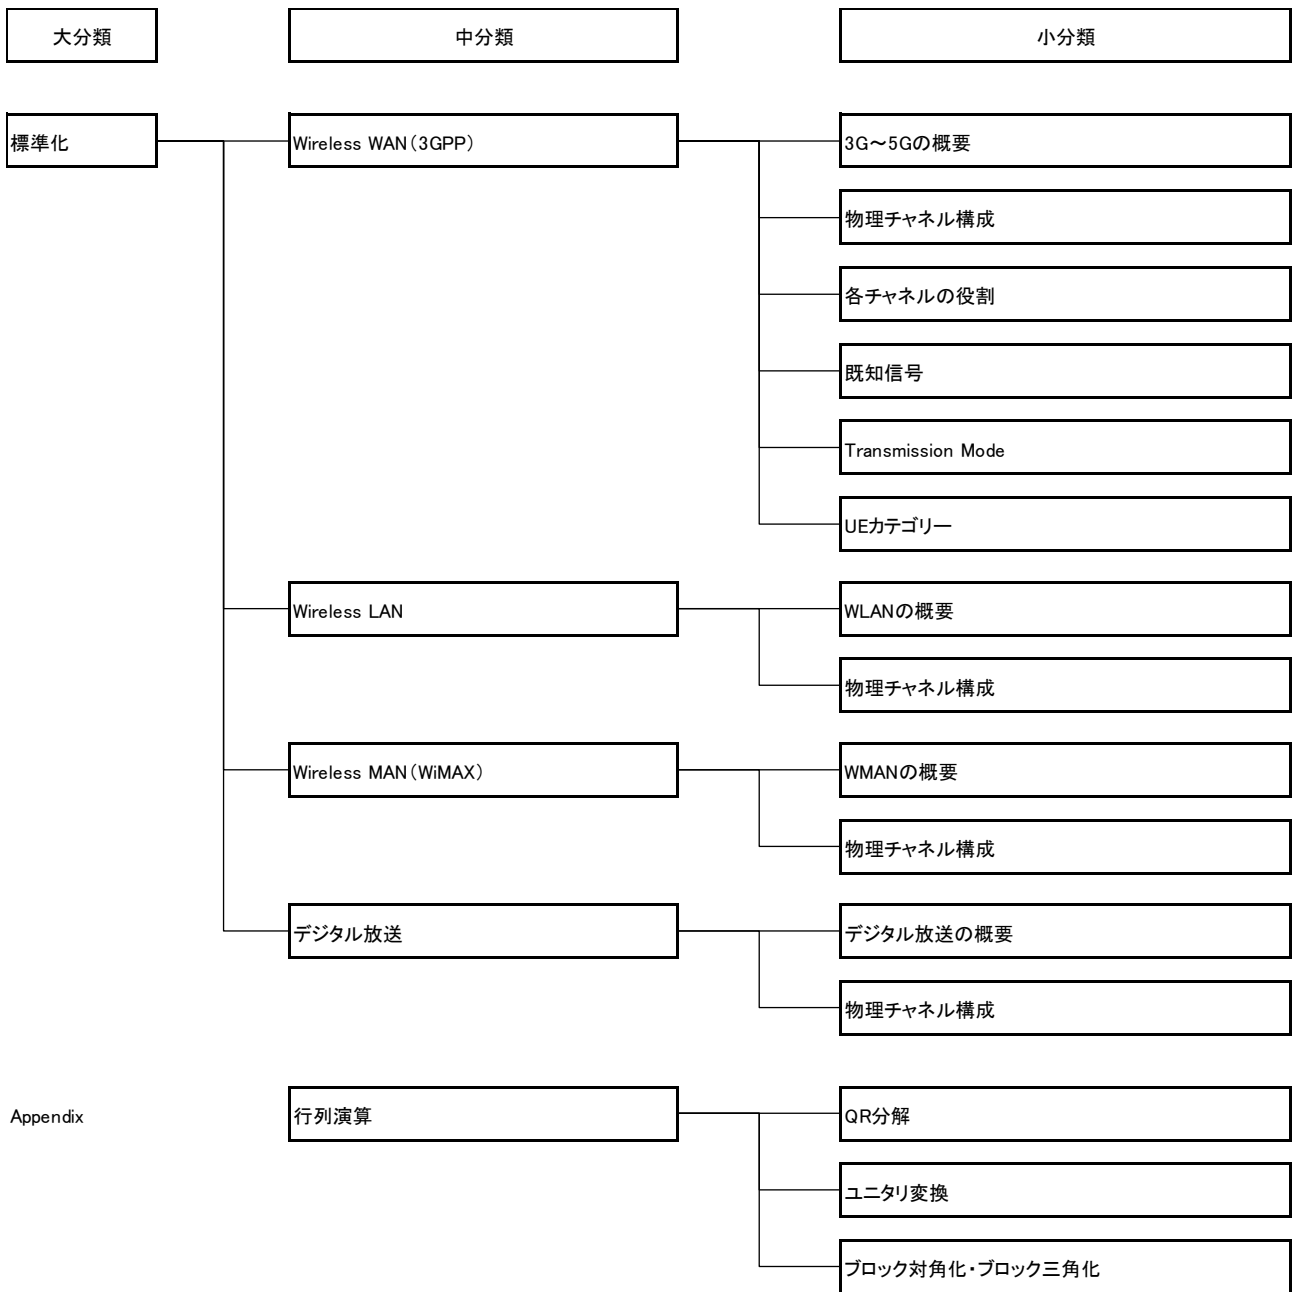 大分類
中分類
小分類
標準化
Wireless WAN（3GPP）
3G～5Gの概要
物理チャネル構成
各チャネルの役割
既知信号
Transmission Mode
UEカテゴリー
Wireless LAN
WLANの概要
物理チャネル構成
Wireless MAN（WiMAX）
WMANの概要
物理チャネル構成
デジタル放送
デジタル放送の概要
物理チャネル構成
Appendix
行列演算
QR分解
ユニタリ変換
ブロック対角化・ブロック三角化